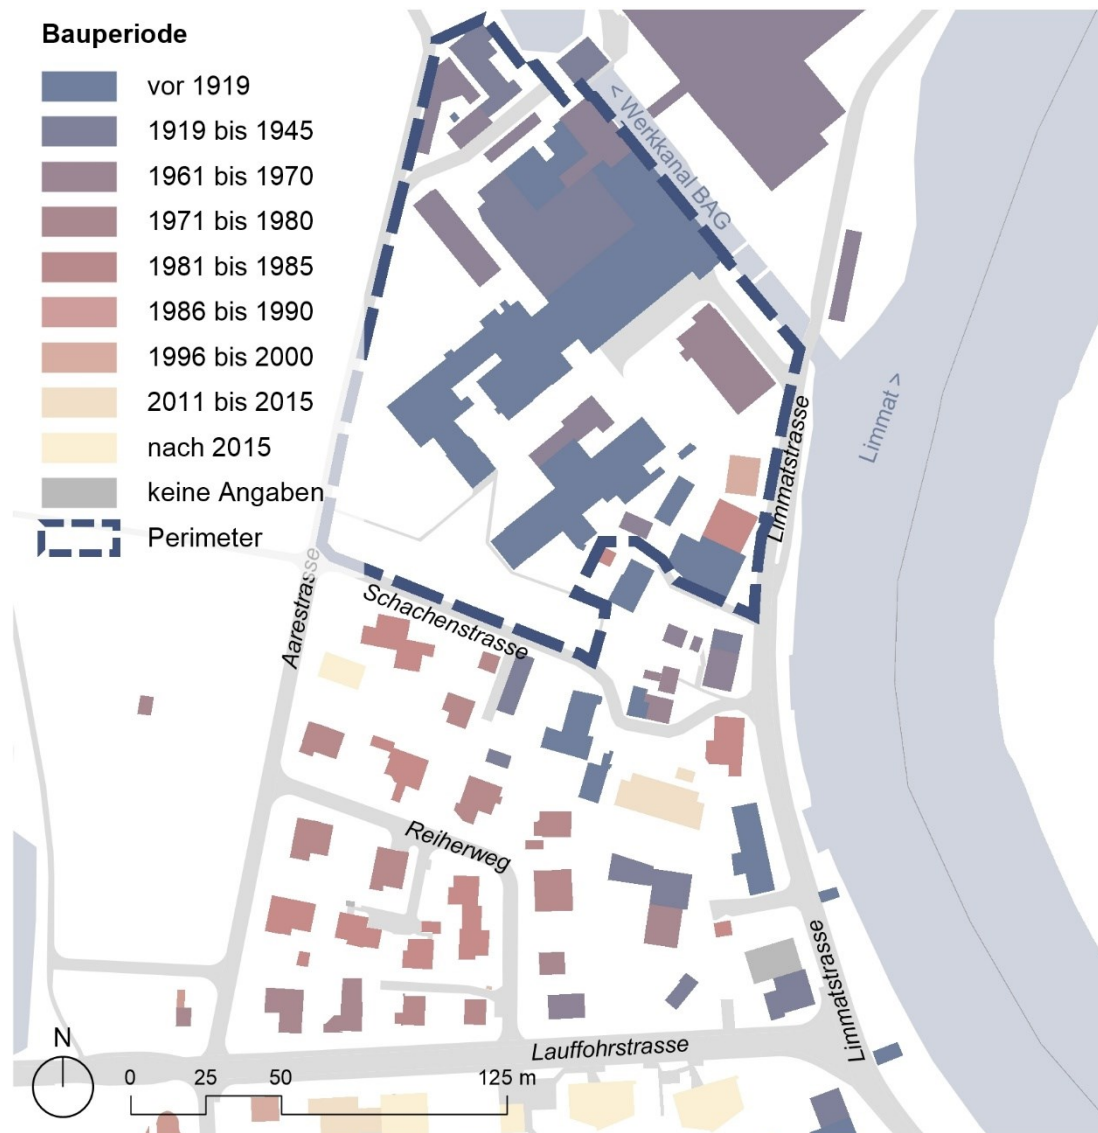 Bauperiode
vor 1919
1919 bis 1945
1961 bis 1970
1971 bis 1980
1981 bis 1985
1986 bis 1990
1996 bis 2000
2011 bis 2015
nach 2015
keine Angaben
Perimeter
< Werkkanal BAG
Limmat >
Limmatstrasse
Schachenstrasse
Aarestrasse
Reiherweg
Limmatstrasse
Lauffohrstrasse
N
0 25 50 125 m